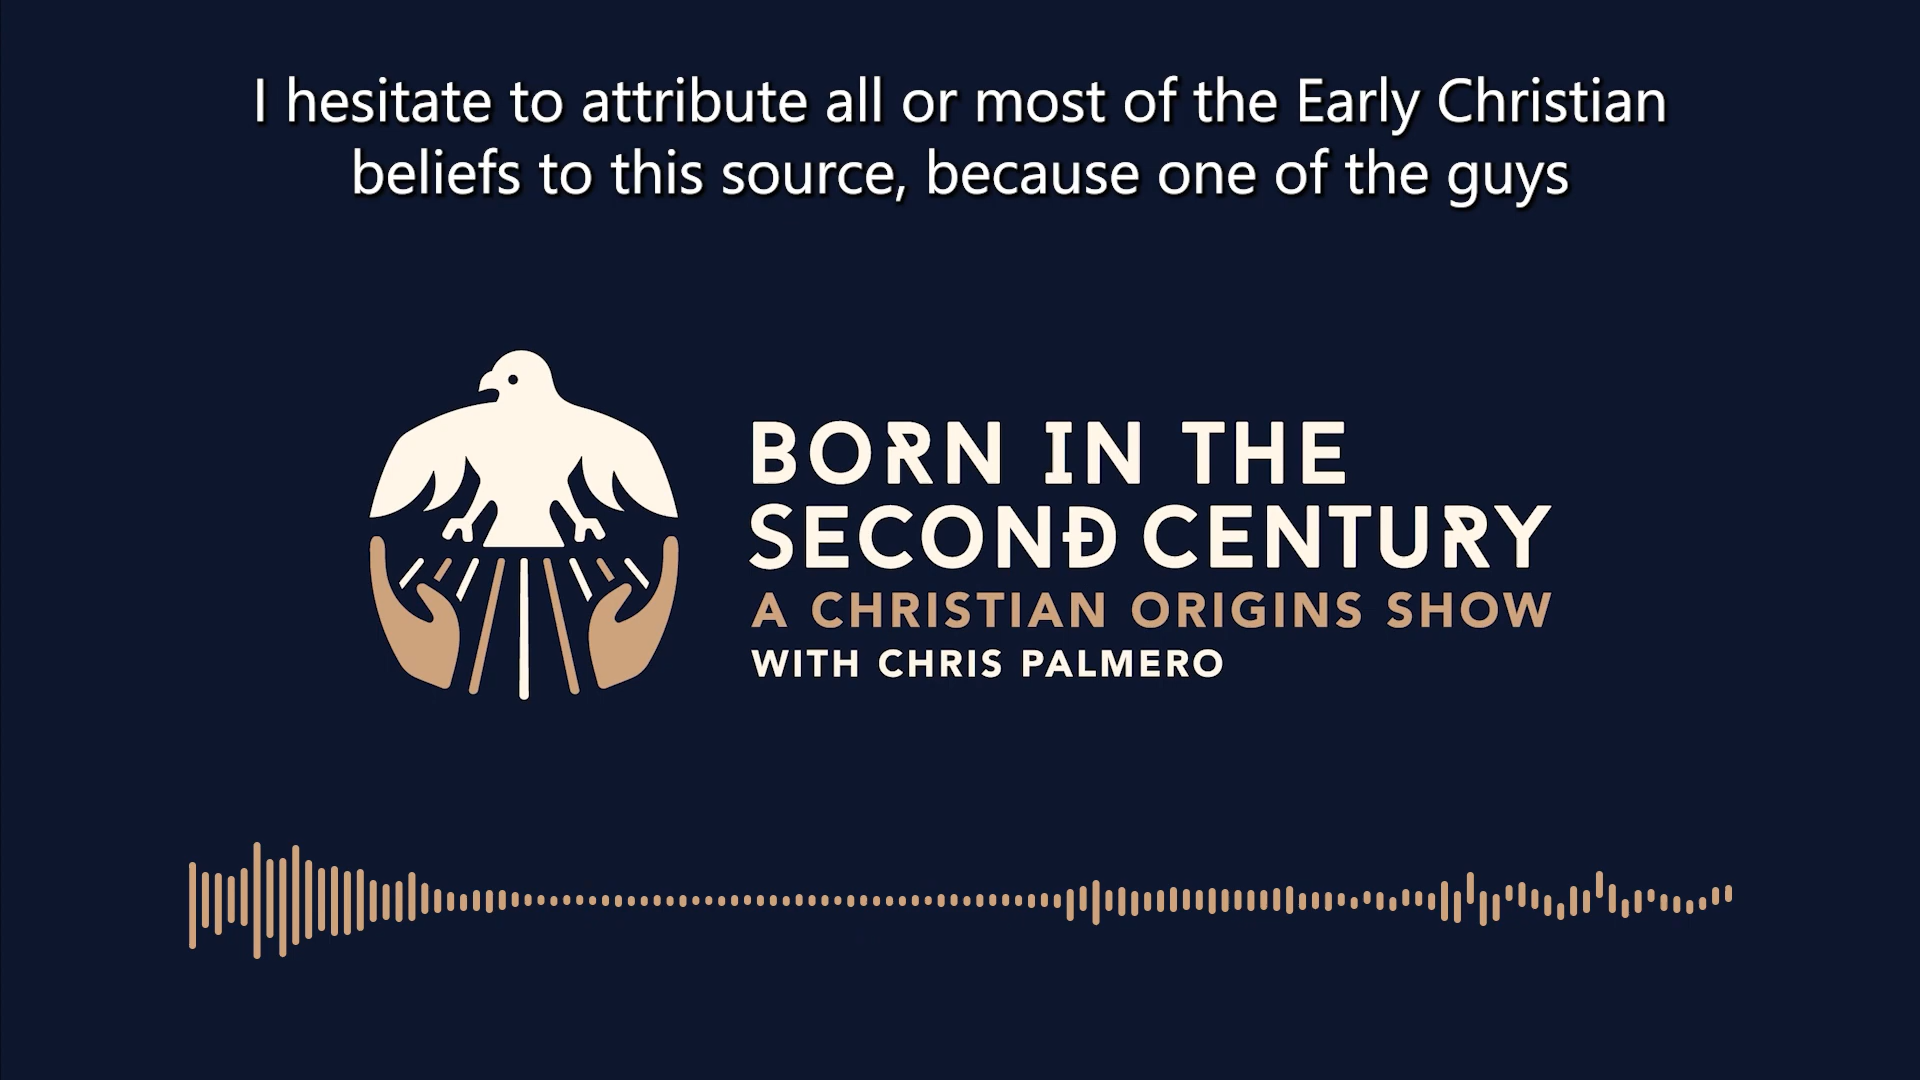 I hesitate to attribute all or most of the Early Christian
beliefs to this source, because one of the guys
BORN IN THE
SECOND CENTURY
A CHRISTIAN ORIGINS SHOW
WITH CHRIS PALMERO